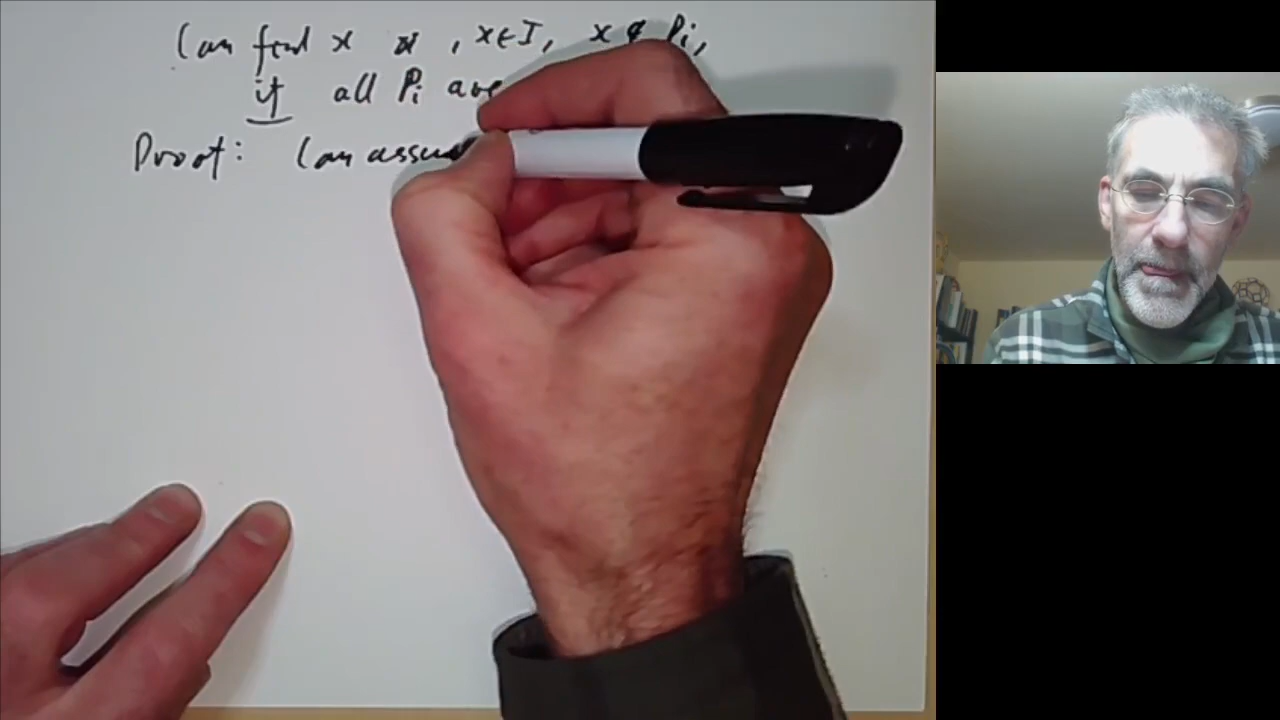 Can find x , x∈I, x ∉ Pi,
if all Pi are
Proof: Can assu